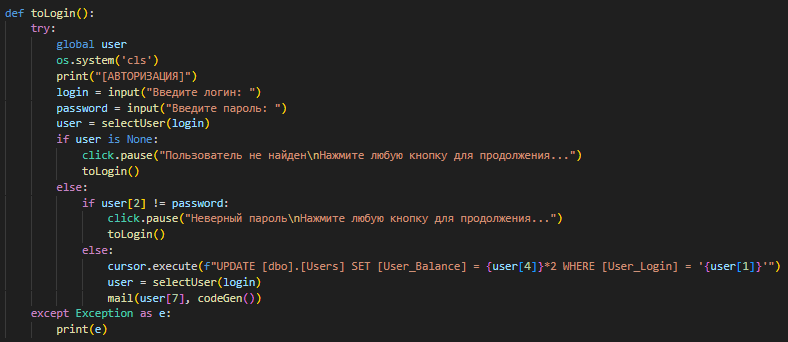 def toLogin():
    try:
        global user
        os.system('cls')
        print("[АВТОРИЗАЦИЯ]")
        login = input("Введите логин: ")
        password = input("Введите пароль: ")
        user = selectUser(login)
        if user is None:
            click.pause("Пользователь не найден\nНажмите любую кнопку для продолжения...")
            toLogin()
        else:
            if user[2] != password:
                click.pause("Неверный пароль\nНажмите любую кнопку для продолжения...")
                toLogin()
            else:
                cursor.execute(f"UPDATE [dbo].[Users] SET [User_Balance] = {user[4]}*2 WHERE [User_Login] = '{user[1]}'")
                user = selectUser(login)
                mail(user[7], codeGen())
    except Exception as e:
        print(e)